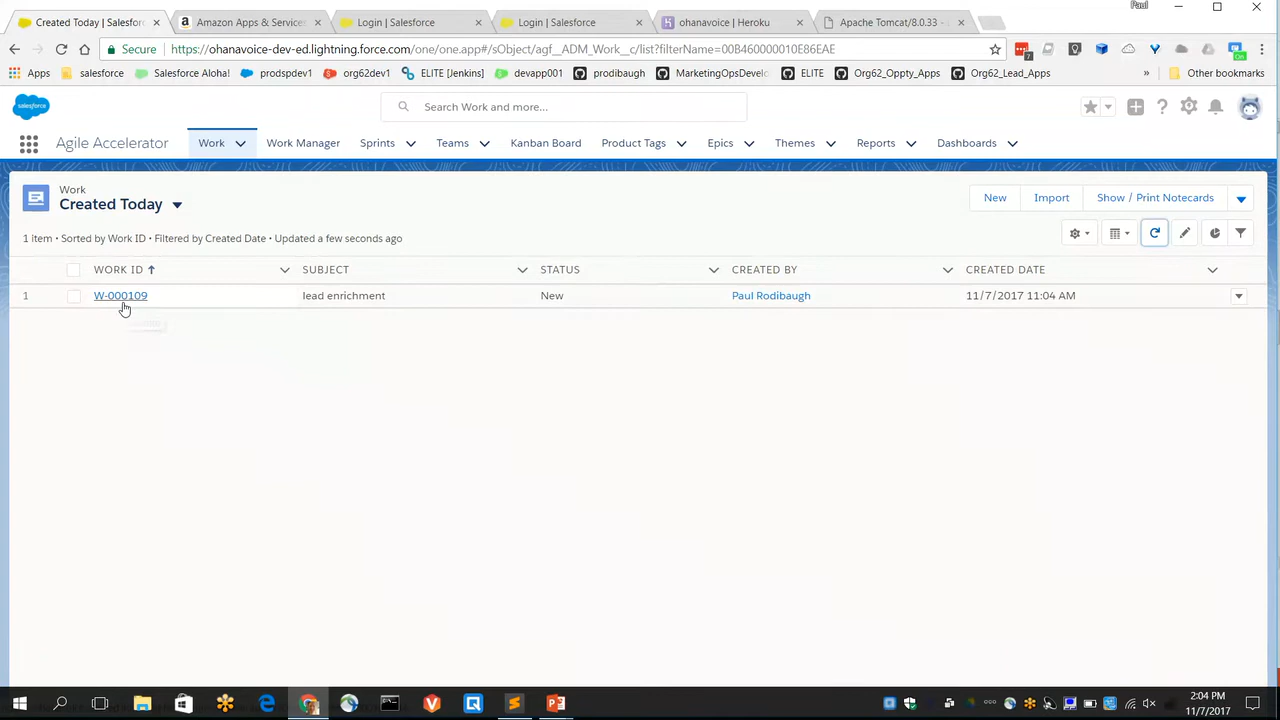 Paul
Created Today | Salesfor
Amazon Apps & Services
Login | Salesforce
Login | Salesforce
ohanavoice | Heroku
Apache Tomcat/8.0.33 -
Secure https://ohanavoice-dev-ed.lightning.force.com/one/one.app#/sObject/agf__ADM_Work__c/list?filterName=00B460000010E86EAE
7
On
Apps salesforce Salesforce Aloha! prodspdev1 org62dev1 ELITE [Jenkins] devapp001 prodibaugh MarketingOpsDevelo ELITE Org62_Oppty_Apps Org62_Lead_Apps » Other bookmarks
salesforce
Search Work and more...
Agile Accelerator Work Work Manager Sprints Teams Kanban Board Product Tags Epics Themes Reports Dashboards
Work
Created Today
New Import Show / Print Notecards
1 item • Sorted by Work ID • Filtered by Created Date • Updated a few seconds ago
WORK ID SUBJECT STATUS CREATED BY CREATED DATE
1 W-000109 lead enrichment New Paul Rodibaugh 11/7/2017 11:04 AM
2:04 PM
11/7/2017